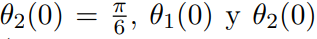 θ₂(0) = π/6, θ₁(0) y θ₂(0)